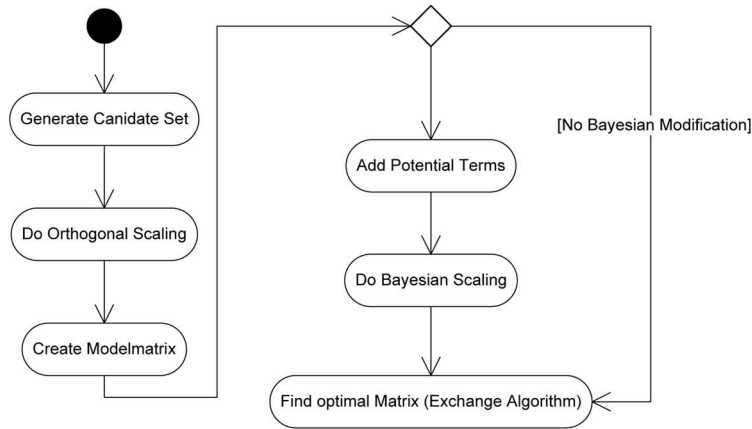 Generate Canidate Set
Do Orthogonal Scaling
Create Modelmatrix
[No Bayesian Modification]
Add Potential Terms
Do Bayesian Scaling
Find optimal Matrix (Exchange Algorithm)